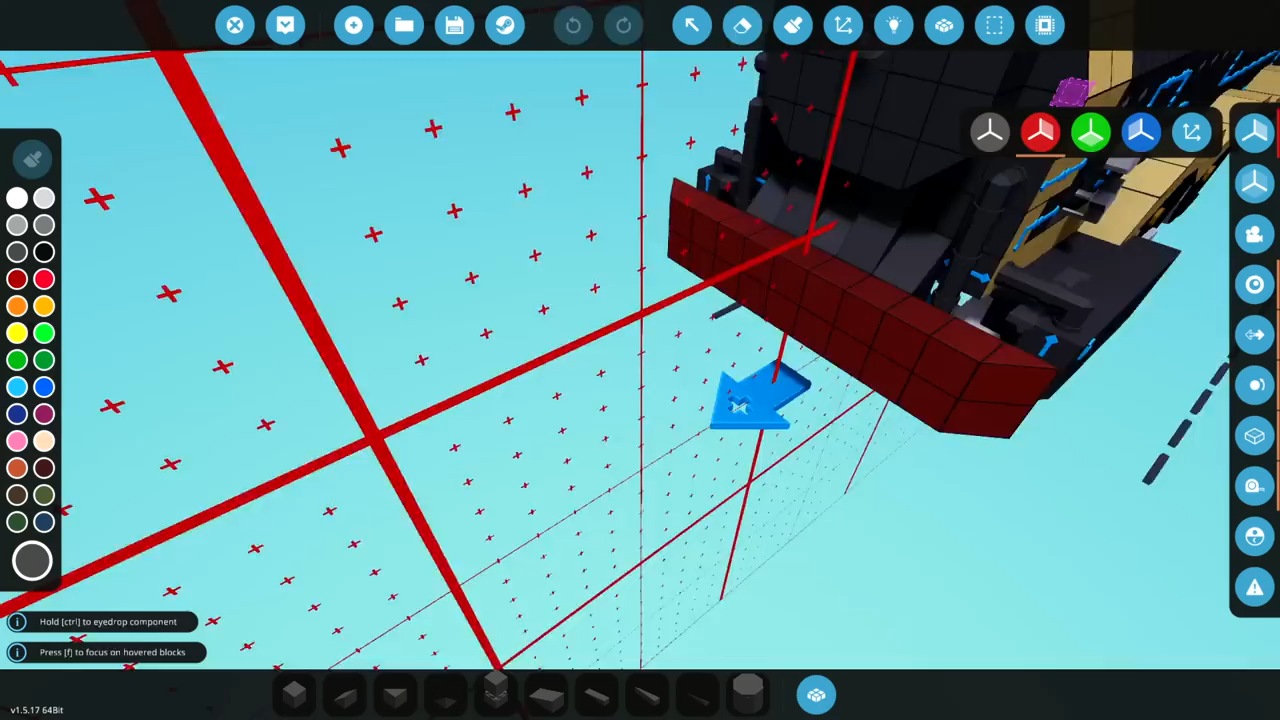 Hold [ctrl] to eyedrop component
Press [f] to focus on hovered blocks
v1.5.17 64Bit